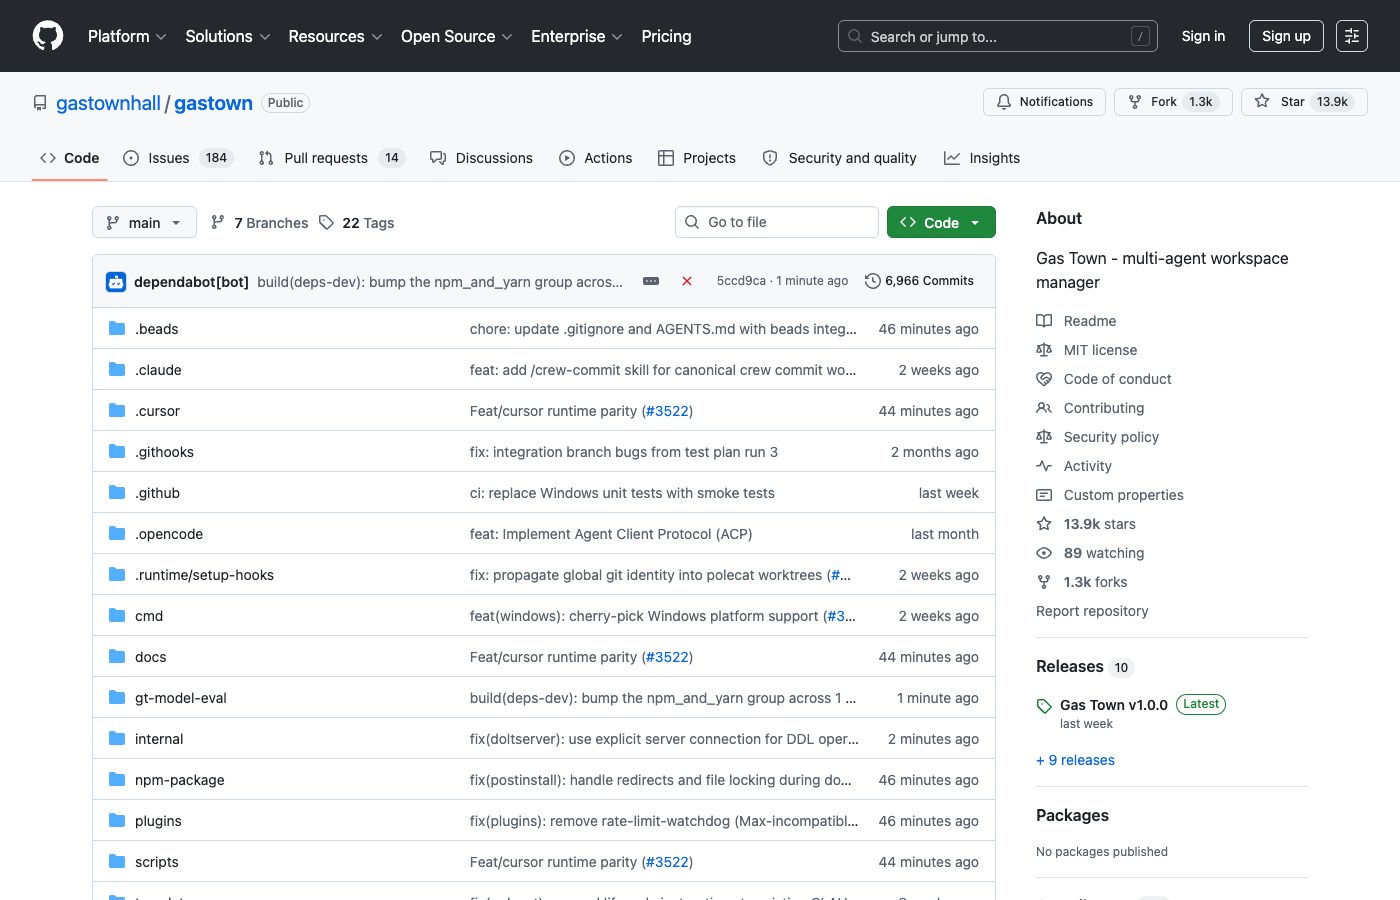 Platform Solutions Resources Open Source Enterprise Pricing Search or jump to... / Sign in Sign up
gastownhall / gastown Public Notifications Fork 1.3k Star 13.9k
Code Issues 184 Pull requests 14 Discussions Actions Projects Security and quality Insights
main 7 Branches 22 Tags Go to file Code
dependabot[bot] build(deps-dev): bump the npm_and_yarn group acros... 5ccd9ca · 1 minute ago 6,966 Commits
.beads chore: update .gitignore and AGENTS.md with beads integ... 46 minutes ago
.claude feat: add /crew-commit skill for canonical crew commit wo... 2 weeks ago
.cursor Feat/cursor runtime parity (#3522) 44 minutes ago
.githooks fix: integration branch bugs from test plan run 3 2 months ago
.github ci: replace Windows unit tests with smoke tests last week
.opencode feat: Implement Agent Client Protocol (ACP) last month
.runtime/setup-hooks fix: propagate global git identity into polecat worktrees (#... 2 weeks ago
cmd feat(windows): cherry-pick Windows platform support (#3... 2 weeks ago
docs Feat/cursor runtime parity (#3522) 44 minutes ago
gt-model-eval build(deps-dev): bump the npm_and_yarn group across 1 ... 1 minute ago
internal fix(doltserver): use explicit server connection for DDL oper... 2 minutes ago
npm-package fix(postinstall): handle redirects and file locking during do... 46 minutes ago
plugins fix(plugins): remove rate-limit-watchdog (Max-incompatibl... 46 minutes ago
scripts Feat/cursor runtime parity (#3522) 44 minutes ago
About
Gas Town - multi-agent workspace
manager
Readme
MIT license
Code of conduct
Contributing
Security policy
Activity
Custom properties
13.9k stars
89 watching
1.3k forks
Report repository
Releases 10
Gas Town v1.0.0 Latest
last week
+ 9 releases
Packages
No packages published